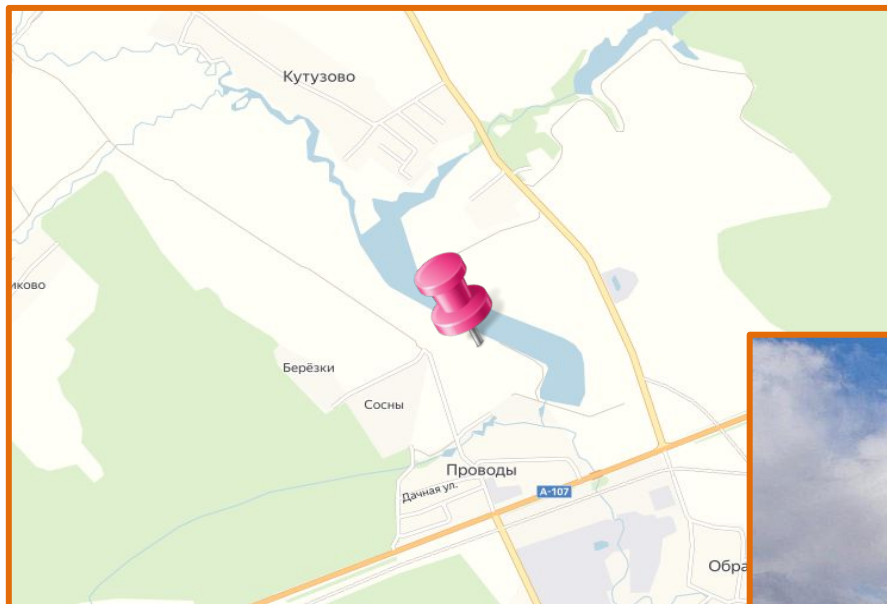 Кутузово
иково
Берёзки
Сосны
Проводы
Дачная ул.
А-107
Обра